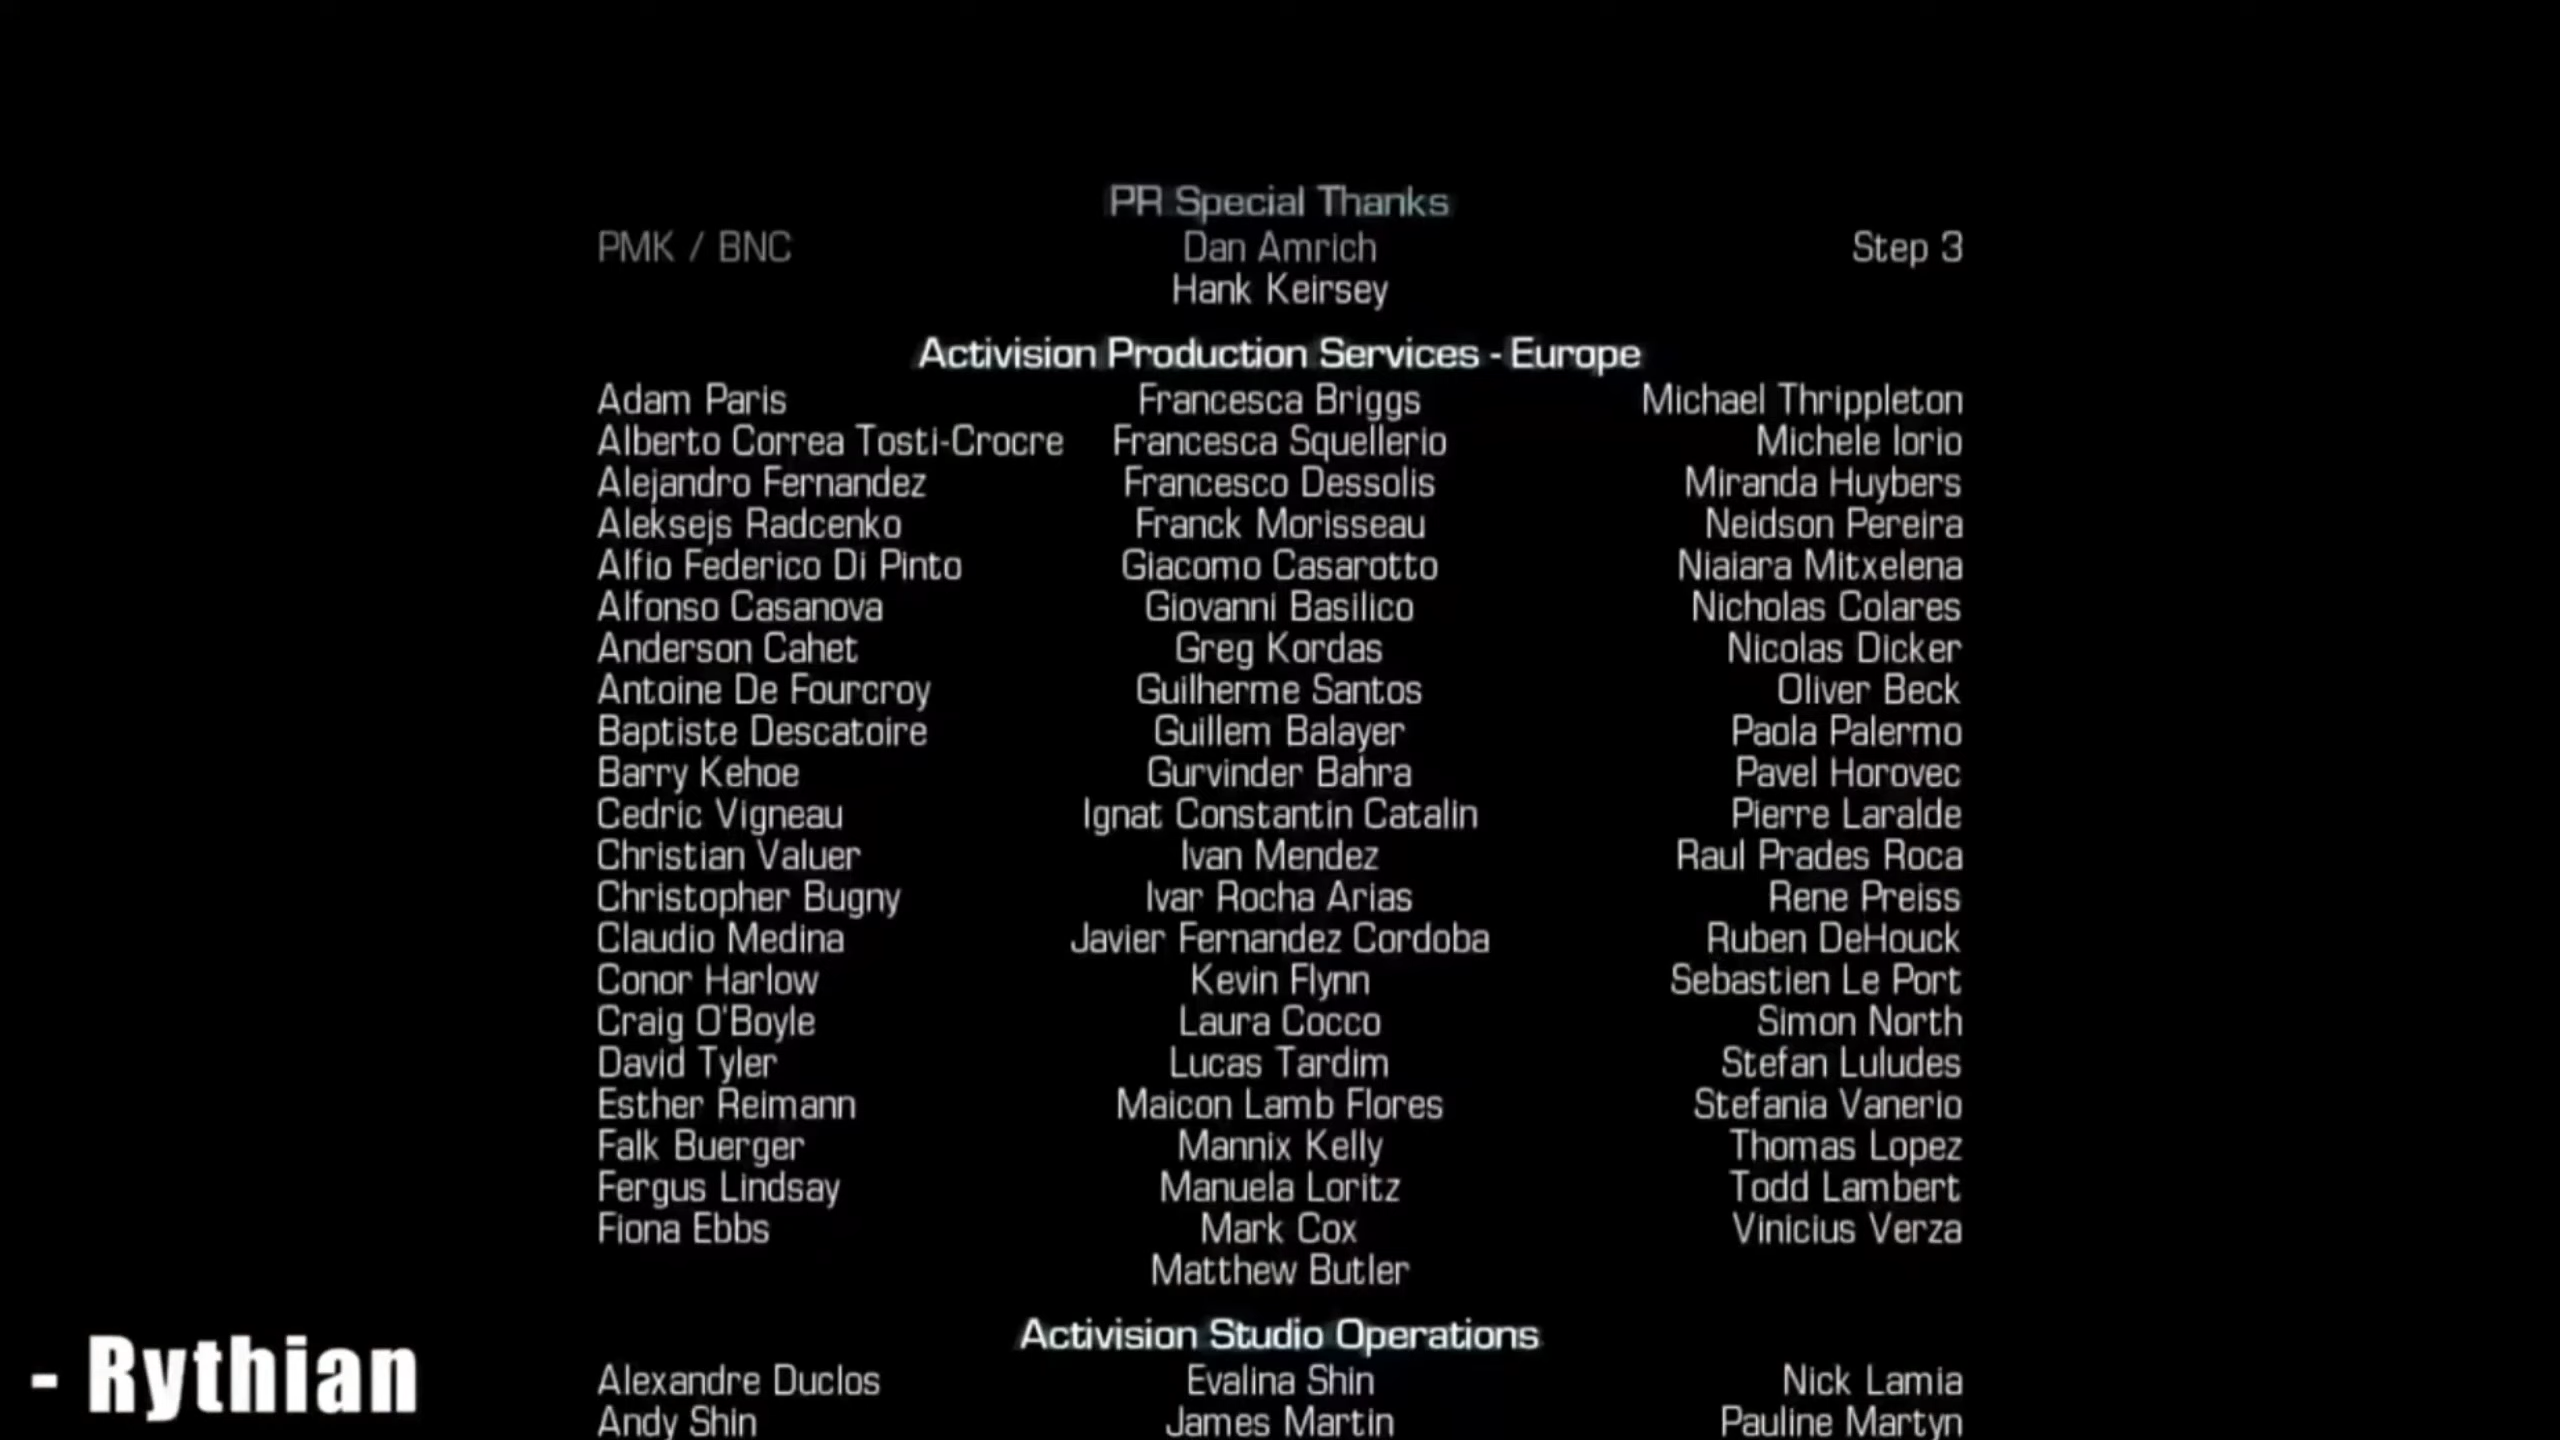 PR Special Thanks
PMK / BNC Dan Amrich Step 3
Hank Keirsey
Activision Production Services - Europe
Adam Paris Francesca Briggs Michael Thrippleton
Alberto Correa Tosti-Crocre Francesca Squellerio Michele Iorio
Alejandro Fernandez Francesco Dessolis Miranda Huybers
Aleksejs Radcenko Franck Morisseau Neidson Pereira
Alfio Federico Di Pinto Giacomo Casarotto Niaiara Mitxelena
Alfonso Casanova Giovanni Basilico Nicholas Colares
Anderson Cahet Greg Kordas Nicolas Dicker
Antoine De Fourcroy Guilherme Santos Oliver Beck
Baptiste Descatoire Guillem Balayer Paola Palermo
Barry Kehoe Gurvinder Bahra Pavel Horovec
Cedric Vigneau Ignat Constantin Catalin Pierre Laralde
Christian Valuer Ivan Mendez Raul Prades Roca
Christopher Bugny Ivar Rocha Arias Rene Preiss
Claudio Medina Javier Fernandez Cordoba Ruben DeHouck
Conor Harlow Kevin Flynn Sebastien Le Port
Craig O'Boyle Laura Cocco Simon North
David Tyler Lucas Tardim Stefan Luludes
Esther Reimann Maicon Lamb Flores Stefania Vanerio
Falk Buerger Mannix Kelly Thomas Lopez
Fergus Lindsay Manuela Loritz Todd Lambert
Fiona Ebbs Mark Cox Vinicius Verza
Matthew Butler
Activision Studio Operations
Alexandre Duclos Evalina Shin Nick Lamia
Andy Shin James Martin Pauline Martyn
- Rythian